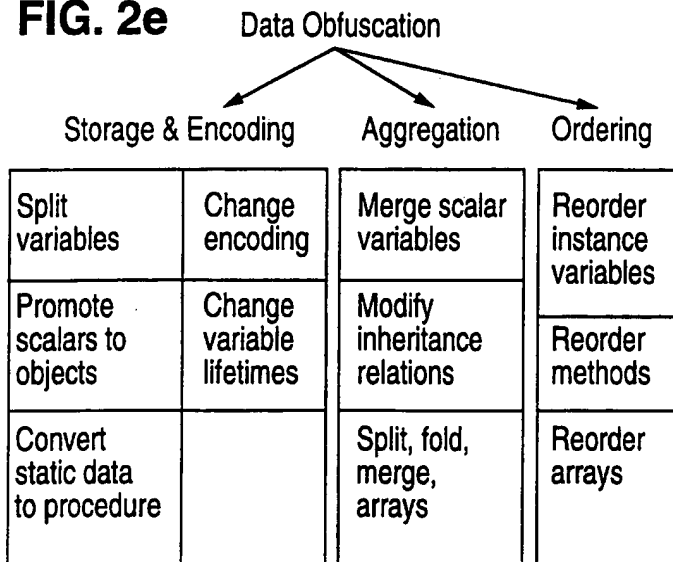 FIG. 2e
Data Obfuscation
Storage & Encoding
Aggregation
Ordering
Split
variables
Change
encoding
Merge scalar
variables
Reorder
instance
variables
Promote
scalars to
objects
Change
variable
lifetimes
Modify
inheritance
relations
Reorder
methods
Convert
static data
to procedure
Split, fold,
merge,
arrays
Reorder
arrays